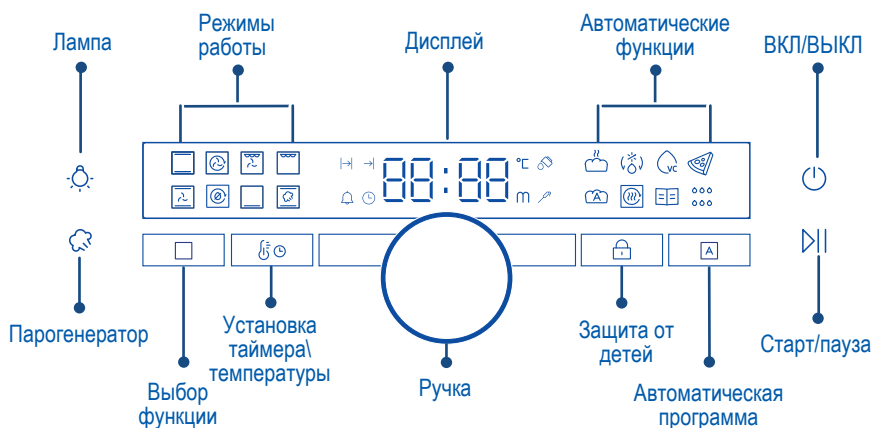 Лампа
Режимы
работы
Дисплей
Автоматические
функции
ВКЛ/ВЫКЛ
88:88
°C
VC
m
A
A
Парогенератор
Выбор
функции
Установка
таймера\
температуры
Ручка
Защита от
детей
Автоматическая
программа
Старт/пауза